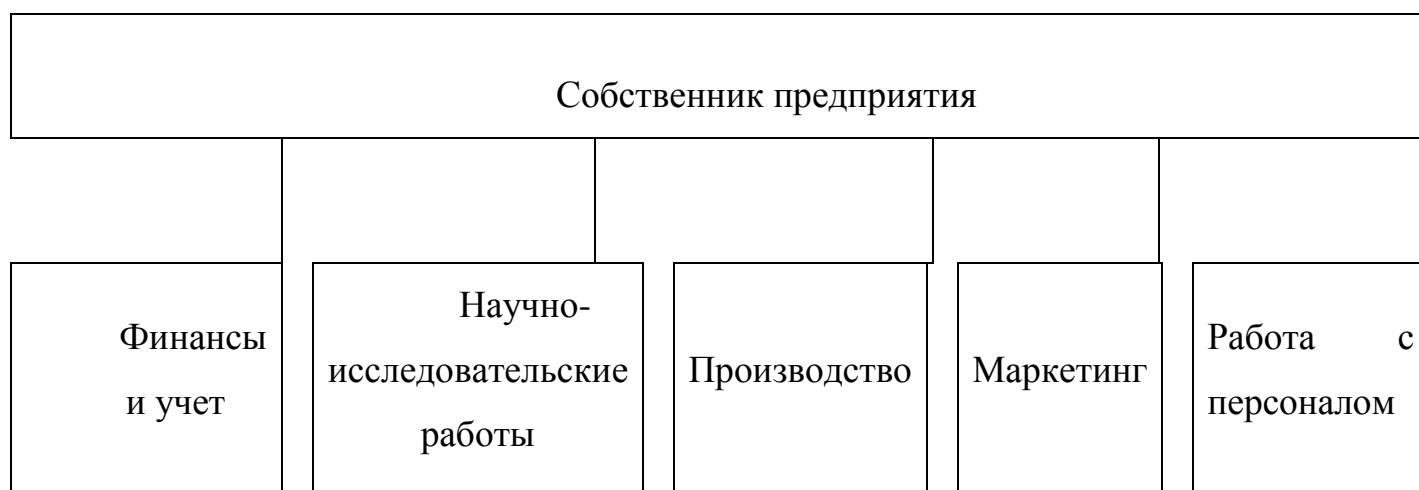 Собственник предприятия
Финансы
и учет
Научно-
исследовательские
работы
Производство
Маркетинг
Работа с
персоналом